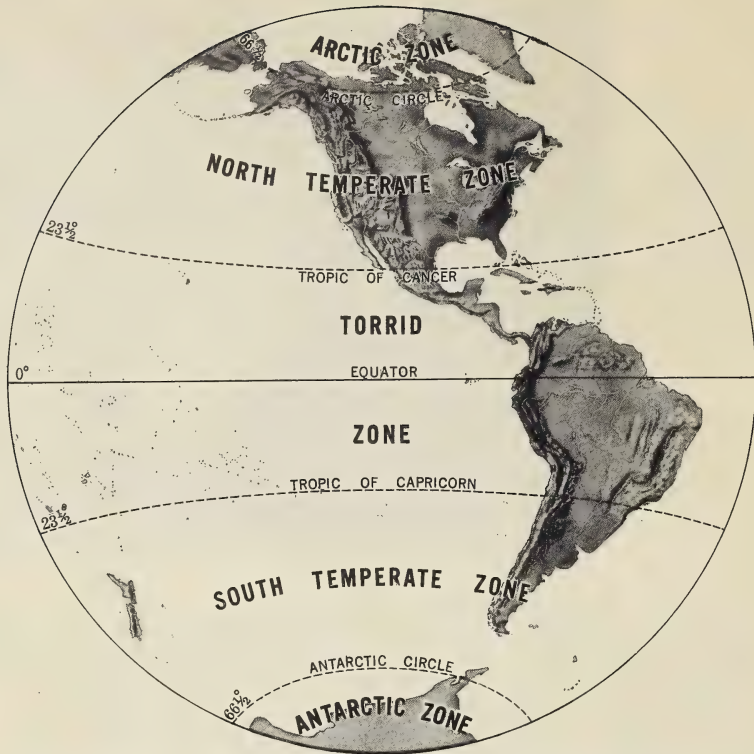 66½°
ARCTIC ZONE
ARCTIC CIRCLE
NORTH TEMPERATE ZONE
23½°
TROPIC OF CANCER
TORRID
0°
EQUATOR
ZONE
TROPIC OF CAPRICORN
23½°
SOUTH TEMPERATE ZONE
ANTARCTIC CIRCLE
66½°
ANTARCTIC ZONE